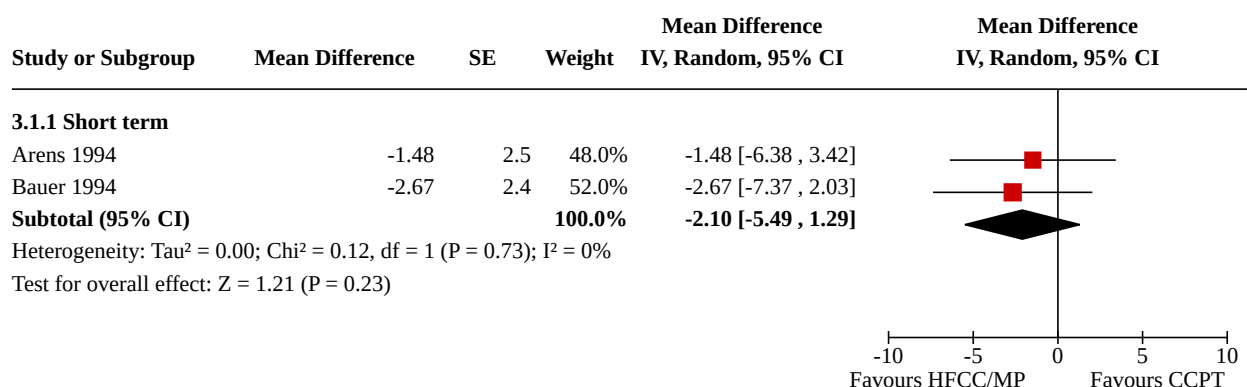 Mean Difference Mean Difference
Study or Subgroup Mean Difference SE Weight IV, Random, 95% CI IV, Random, 95% CI
3.1.1 Short term
Arens 1994 -1.48 2.5 48.0% -1.48 [-6.38 , 3.42]
Bauer 1994 -2.67 2.4 52.0% -2.67 [-7.37 , 2.03]
Subtotal (95% CI) 100.0% -2.10 [-5.49 , 1.29]
Heterogeneity: Tau² = 0.00; Chi² = 0.12, df = 1 (P = 0.73); I² = 0%
Test for overall effect: Z = 1.21 (P = 0.23)
-10 -5 0 5 10
Favours HFCC/MP Favours CCPT